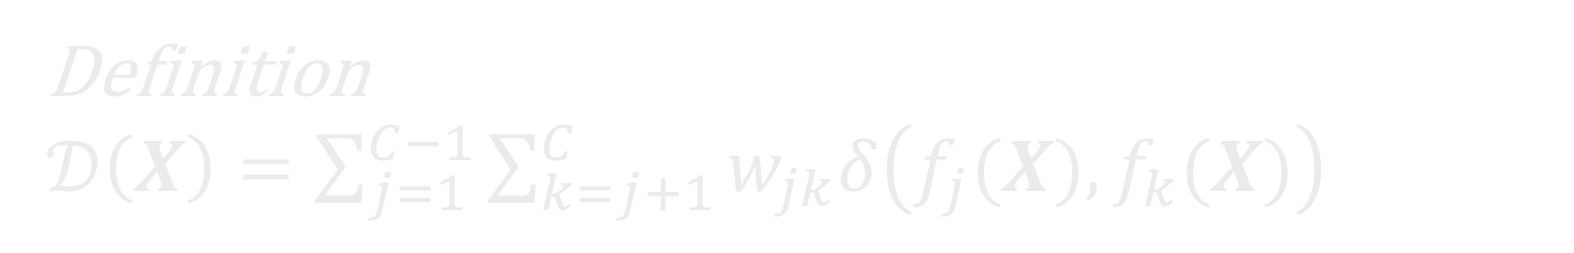 Definition
𝒟(𝑿) = ∑_{j=1}^{C−1} ∑_{k=j+1}^{C} w_{jk} δ(f_j(𝑿), f_k(𝑿))